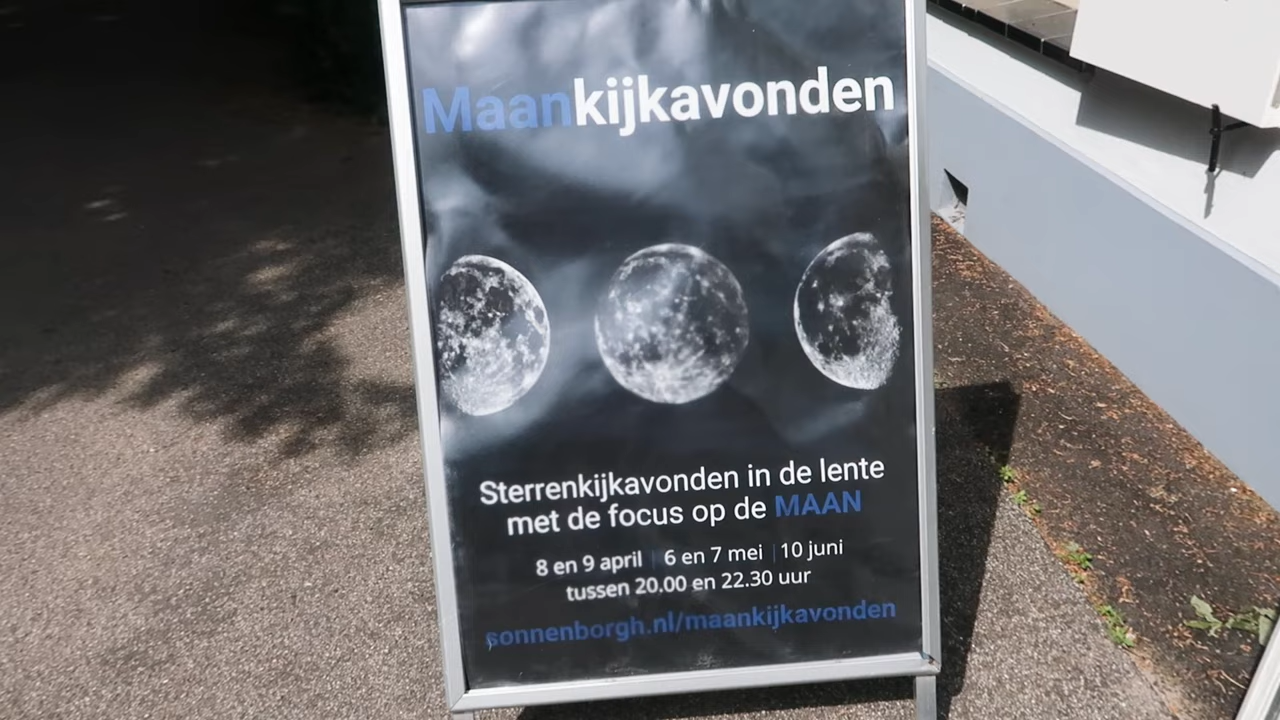 Maankijkavonden
Sterrenkijkavonden in de lente
met de focus op de MAAN
8 en 9 april | 6 en 7 mei | 10 juni
tussen 20.00 en 22.30 uur
sonnenborgh.nl/maankijkavonden